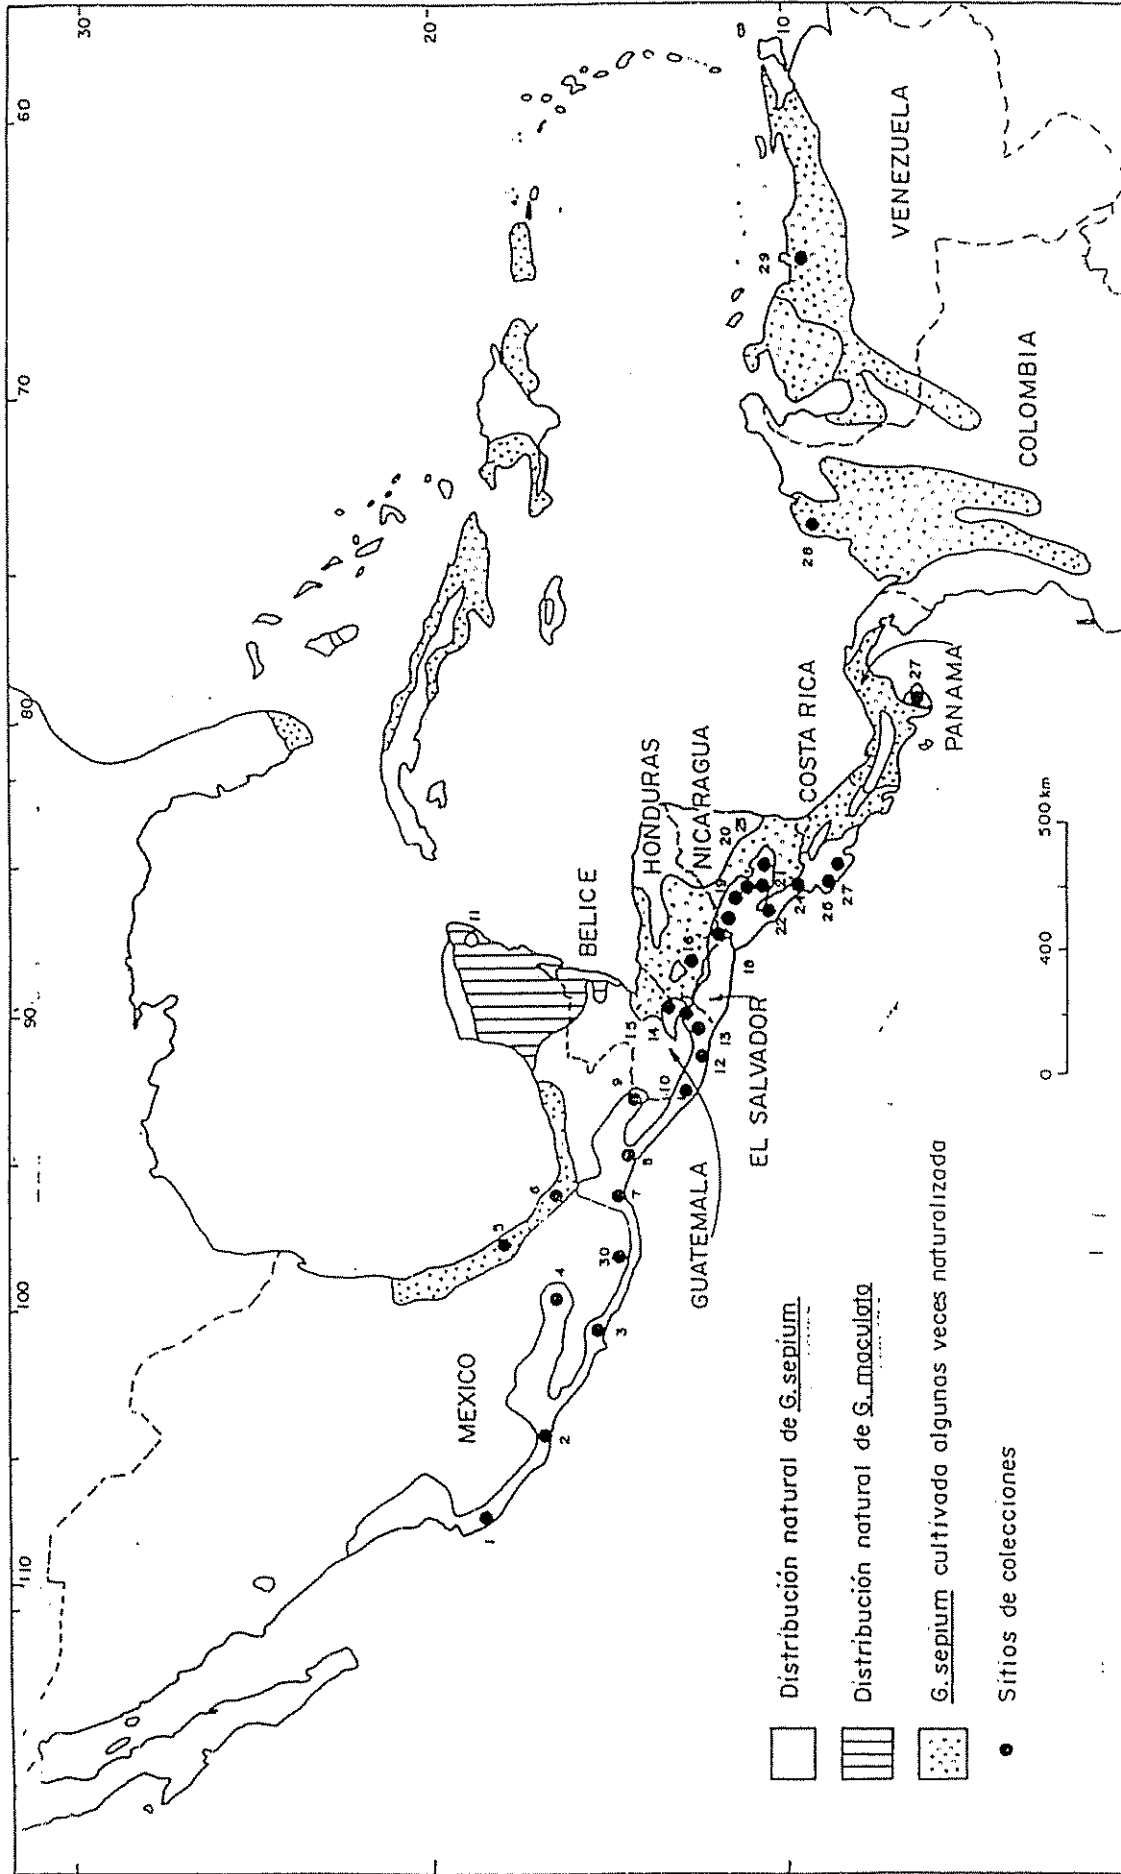 110
100
90
80
70
60
30
20
10
MEXICO
BELICE
HONDURAS
NICARAGUA
COSTA RICA
PANAMA
COLOMBIA
VENEZUELA
GUATEMALA
EL SALVADOR
1
2
3
4
5
6
7
8
9
10
11
12
13
14
15
16
18
19
20
21
22
24
25
26
27
27
28
29
30
Distribución natural de G. sepium
Distribución natural de G. maculata
G. sepium cultivada algunas veces naturalizada
Sitios de colecciones
0 400 500 km